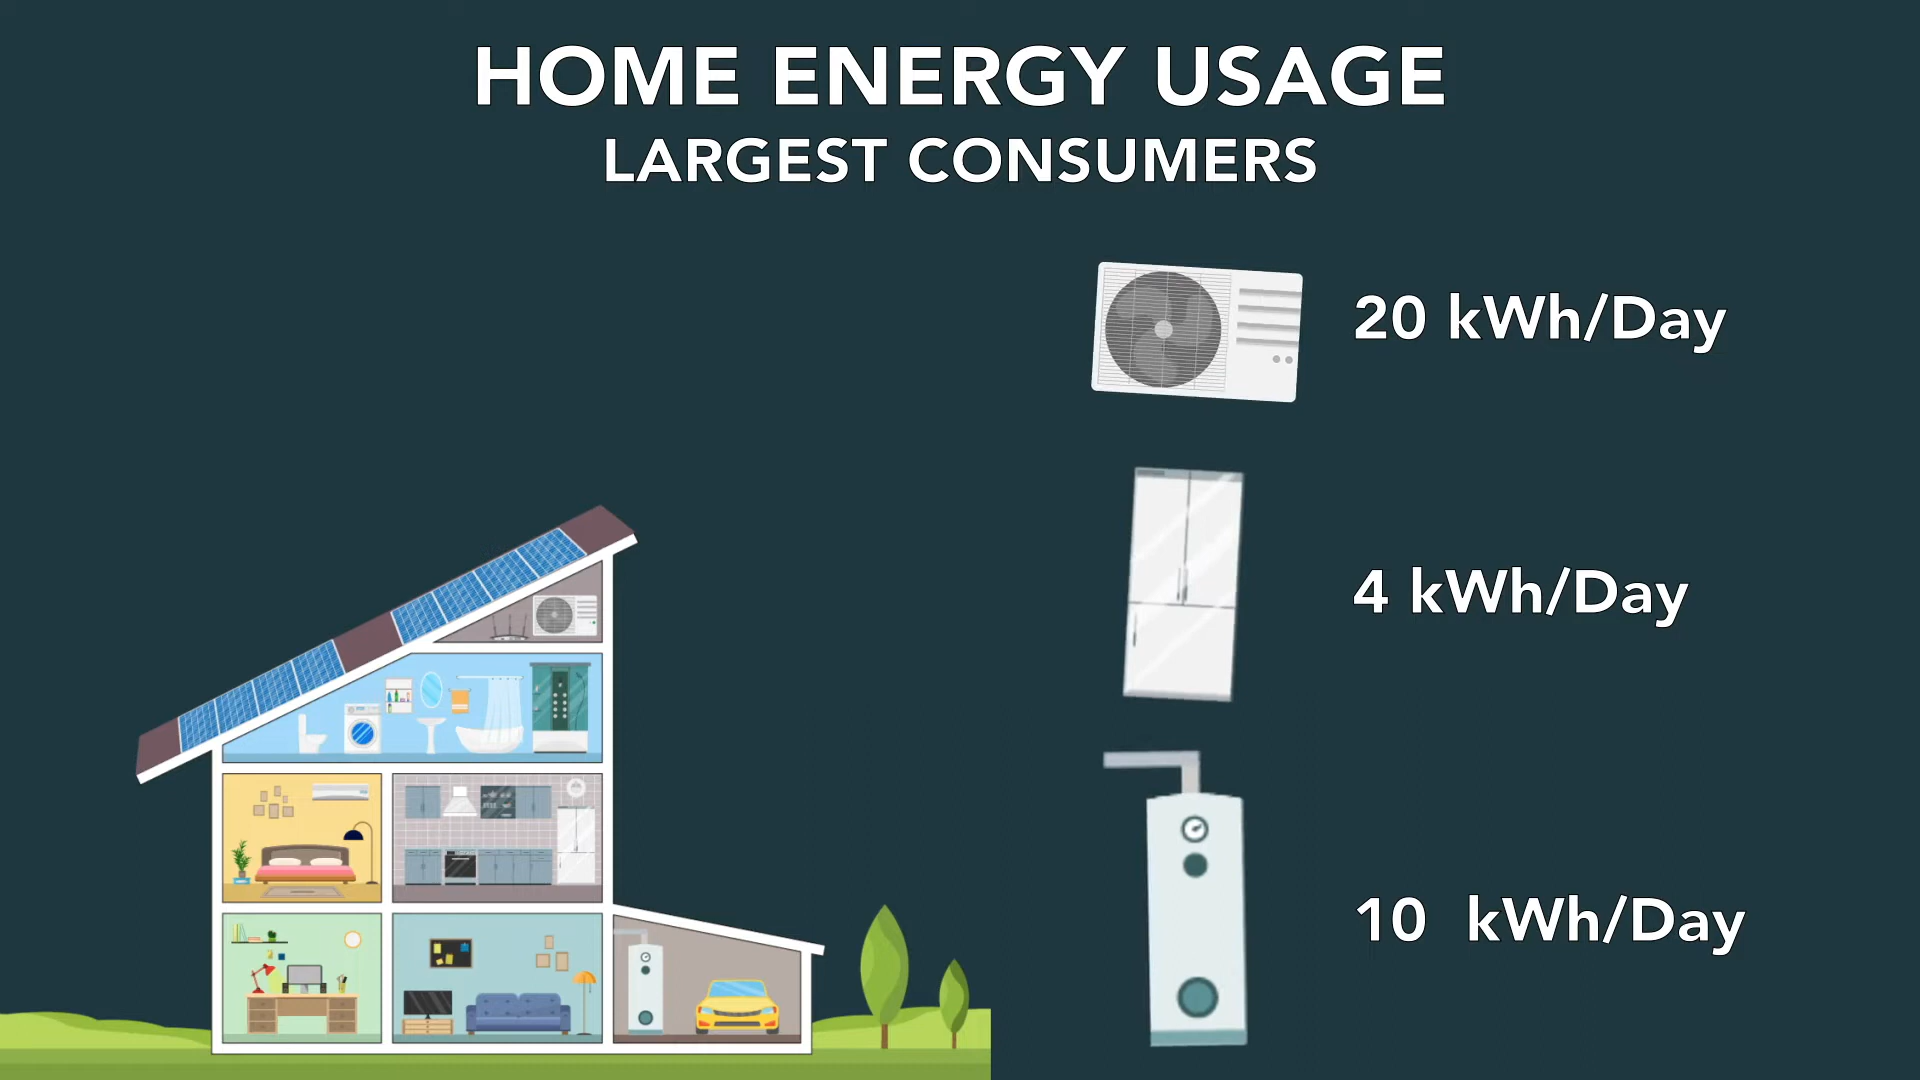 HOME ENERGY USAGE
LARGEST CONSUMERS
20 kWh/Day
4 kWh/Day
10 kWh/Day